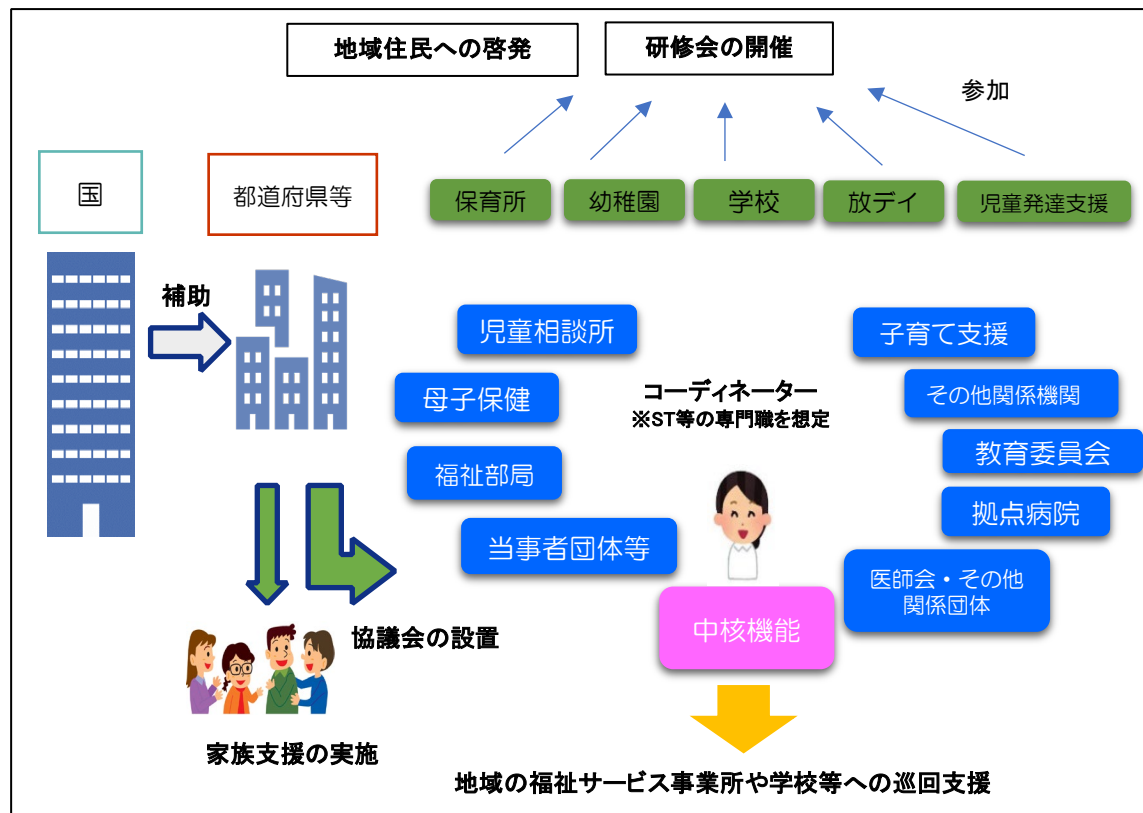 地域住民への啓発
研修会の開催
参加
国
都道府県等
保育所
幼稚園
学校
放デイ
児童発達支援
補助
児童相談所
子育て支援
母子保健
コーディネーター
※ST等の専門職を想定
その他関係機関
福祉部局
教育委員会
拠点病院
当事者団体等
医師会・その他
関係団体
中核機能
協議会の設置
家族支援の実施
地域の福祉サービス事業所や学校等への巡回支援